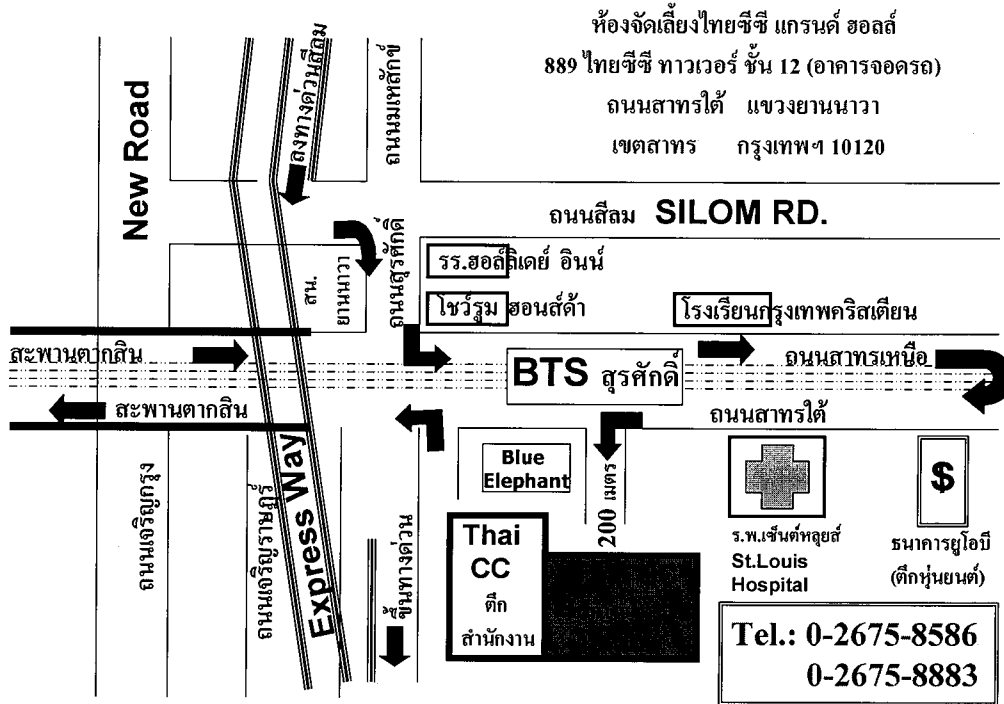 ห้องจัดเลี้ยงไทยซีซี แกรนด์ ฮอลล์
889 ไทยซีซี ทาวเวอร์ ชั้น 12 (อาคารจอดรถ)
ถนนสาทรใต้ แขวงยานนาวา
เขตสาทร กรุงเทพฯ 10120
New Road
ลงทางด่วนสีลม
ถนนมเหสักข์
ถนนสีลม SILOM RD.
สน.
ยานนาวา
ถนนสุรศักดิ์
รร.ฮอล์ลิเดย์ อินน์
โชว์รูม ฮอนด้า
โรงเรียนกรุงเทพคริสเตียน
สะพานตากสิน
BTS สุรศักดิ์
ถนนสาทรเหนือ
สะพานตากสิน
ถนนสาทรใต้
ถนนเจริญกรุง
ถนนเจริญราษฎร์
Express Way
ขึ้นทางด่วน
Blue
Elephant
200 เมตร
Thai
CC
ตึก
สำนักงาน
ร.พ.เซ็นต์หลุยส์
St.Louis
Hospital
$
ธนาคารยูโอบี
(ตึกหุ่นยนต์)
Tel.: 0-2675-8586
0-2675-8883